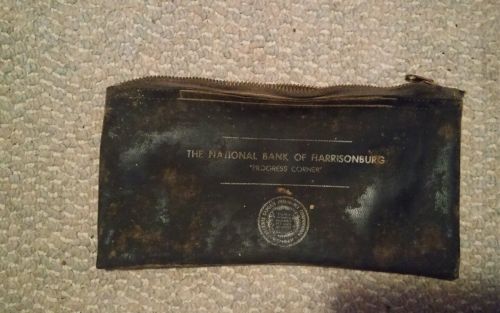 THE NATIONAL BANK OF HARRISONBURG
"PROGRESS CORNER"